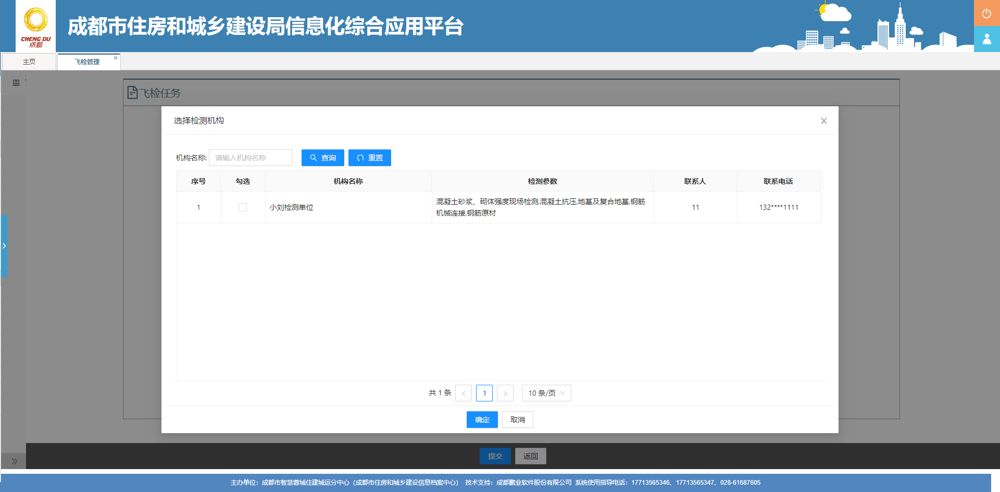 CHENG DU
成都
成都市住房和城乡建设局信息化综合应用平台
主页
飞检管理
飞检任务
选择检测机构
机构名称: 请输入机构名称 查询 重置
序号 勾选 机构名称 检测参数 联系人 联系电话
1 小刘检测单位 混凝土砂浆、砌体强度现场检测,混凝土抗压,地基及复合地基,钢筋 11 132****1111
机械连接,钢筋原材
共 1 条 < 1 > 10 条/页
确定 取消
提交 返回
主办单位：成都市智慧蓉城住建城运分中心（成都市住房和城乡建设信息档案中心） 技术支持：成都鹏业软件股份有限公司 系统使用指导电话：17713565346、17713565347、028-61687605